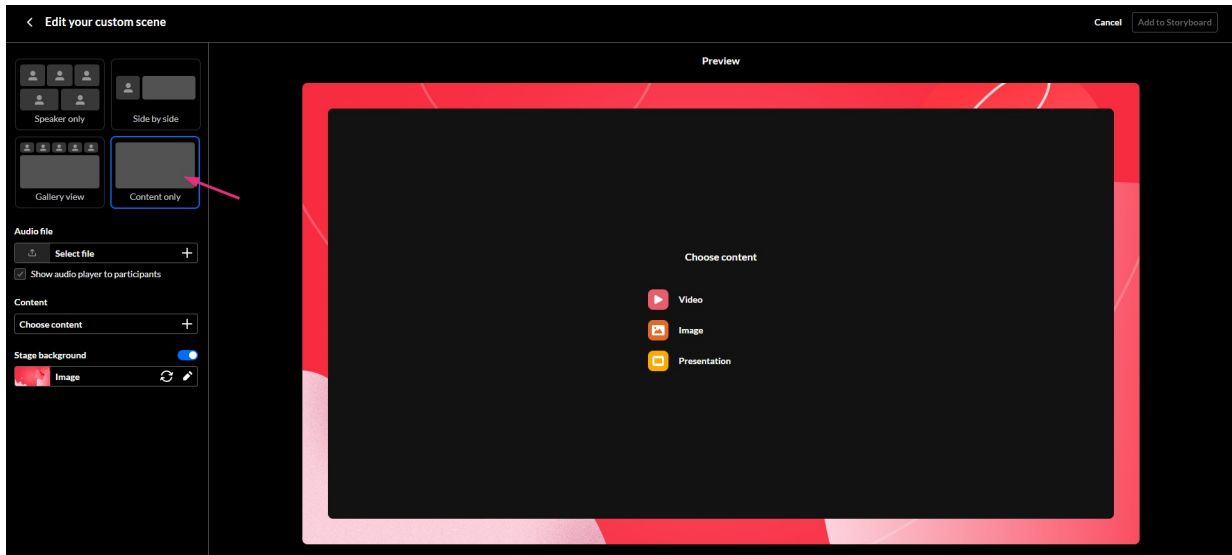 Edit your custom scene
Cancel
Add to Storyboard
Speaker only
Side by side
Gallery view
Content only
Audio file
Select file
Show audio player to participants
Content
Choose content
Stage background
Image
Preview
Choose content
Video
Image
Presentation